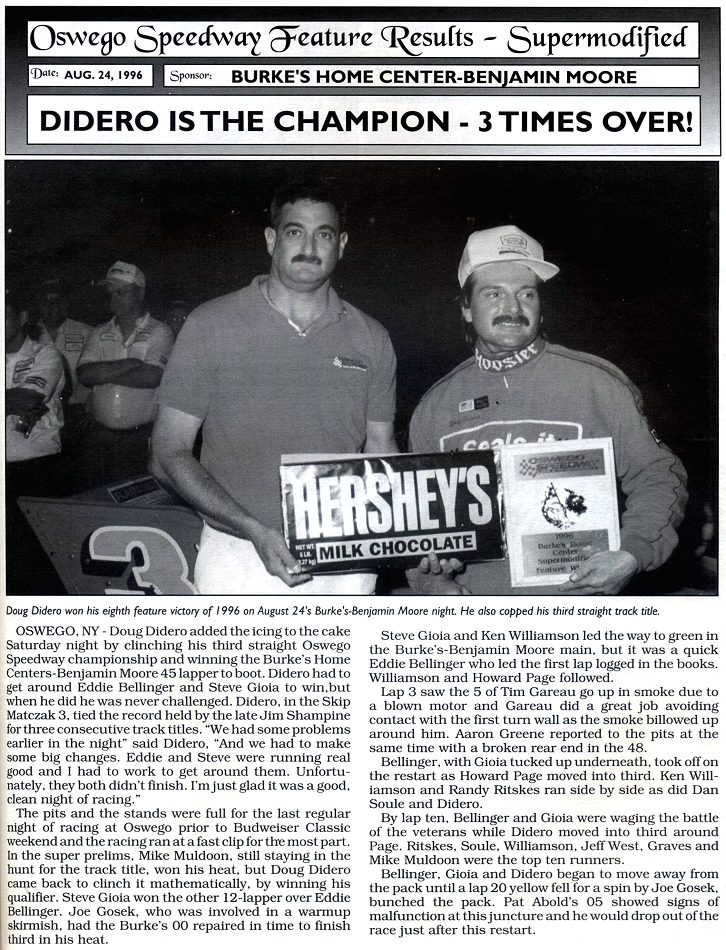 Oswego Speedway Feature Results - Supermodified
Date: AUG. 24, 1996
Sponsor: BURKE'S HOME CENTER-BENJAMIN MOORE
DIDERO IS THE CHAMPION - 3 TIMES OVER!
Hoosier
Seals-it
OSWEGO
SPEEDWAY
HERSHEY'S
NET WT.
5 LB.
MILK CHOCOLATE
1996
Burke's Home
Center
Supermodified
Feature
3
Doug Didero won his eighth feature victory of 1996 on August 24's Burke's-Benjamin Moore night. He also copped his third straight track title.
OSWEGO, NY - Doug Didero added the icing to the cake
Saturday night by clinching his third straight Oswego
Speedway championship and winning the Burke's Home
Centers-Benjamin Moore 45 lapper to boot. Didero had to
get around Eddie Bellinger and Steve Gioia to win,but
when he did he was never challenged. Didero, in the Skip
Matczak 3, tied the record held by the late Jim Shampine
for three consecutive track titles. “We had some problems
earlier in the night” said Didero, “And we had to make
some big changes. Eddie and Steve were running real
good and I had to work to get around them. Unfortu-
nately, they both didn't finish. I'm just glad it was a good,
clean night of racing.”
The pits and the stands were full for the last regular
night of racing at Oswego prior to Budweiser Classic
weekend and the racing ran at a fast clip for the most part.
In the super prelims, Mike Muldoon, still staying in the
hunt for the track title, won his heat, but Doug Didero
came back to clinch it mathematically, by winning his
qualifier. Steve Gioia won the other 12-lapper over Eddie
Bellinger. Joe Gosek, who was involved in a warmup
skirmish, had the Burke's 00 repaired in time to finish
third in his heat.
Steve Gioia and Ken Williamson led the way to green in
the Burke's-Benjamin Moore main, but it was a quick
Eddie Bellinger who led the first lap logged in the books.
Williamson and Howard Page followed.
Lap 3 saw the 5 of Tim Gareau go up in smoke due to
a blown motor and Gareau did a great job avoiding
contact with the first turn wall as the smoke billowed up
around him. Aaron Greene reported to the pits at the
same time with a broken rear end in the 48.
Bellinger, with Gioia tucked up underneath, took off on
the restart as Howard Page moved into third. Ken Will-
iamson and Randy Ritskes ran side by side as did Dan
Soule and Didero.
By lap ten, Bellinger and Gioia were waging the battle
of the veterans while Didero moved into third around
Page. Ritskes, Soule, Williamson, Jeff West, Graves and
Mike Muldoon were the top ten runners.
Bellinger, Gioia and Didero began to move away from
the pack until a lap 20 yellow fell for a spin by Joe Gosek,
bunched the pack. Pat Abold's 05 showed signs of
malfunction at this juncture and he would drop out of the
race just after this restart.